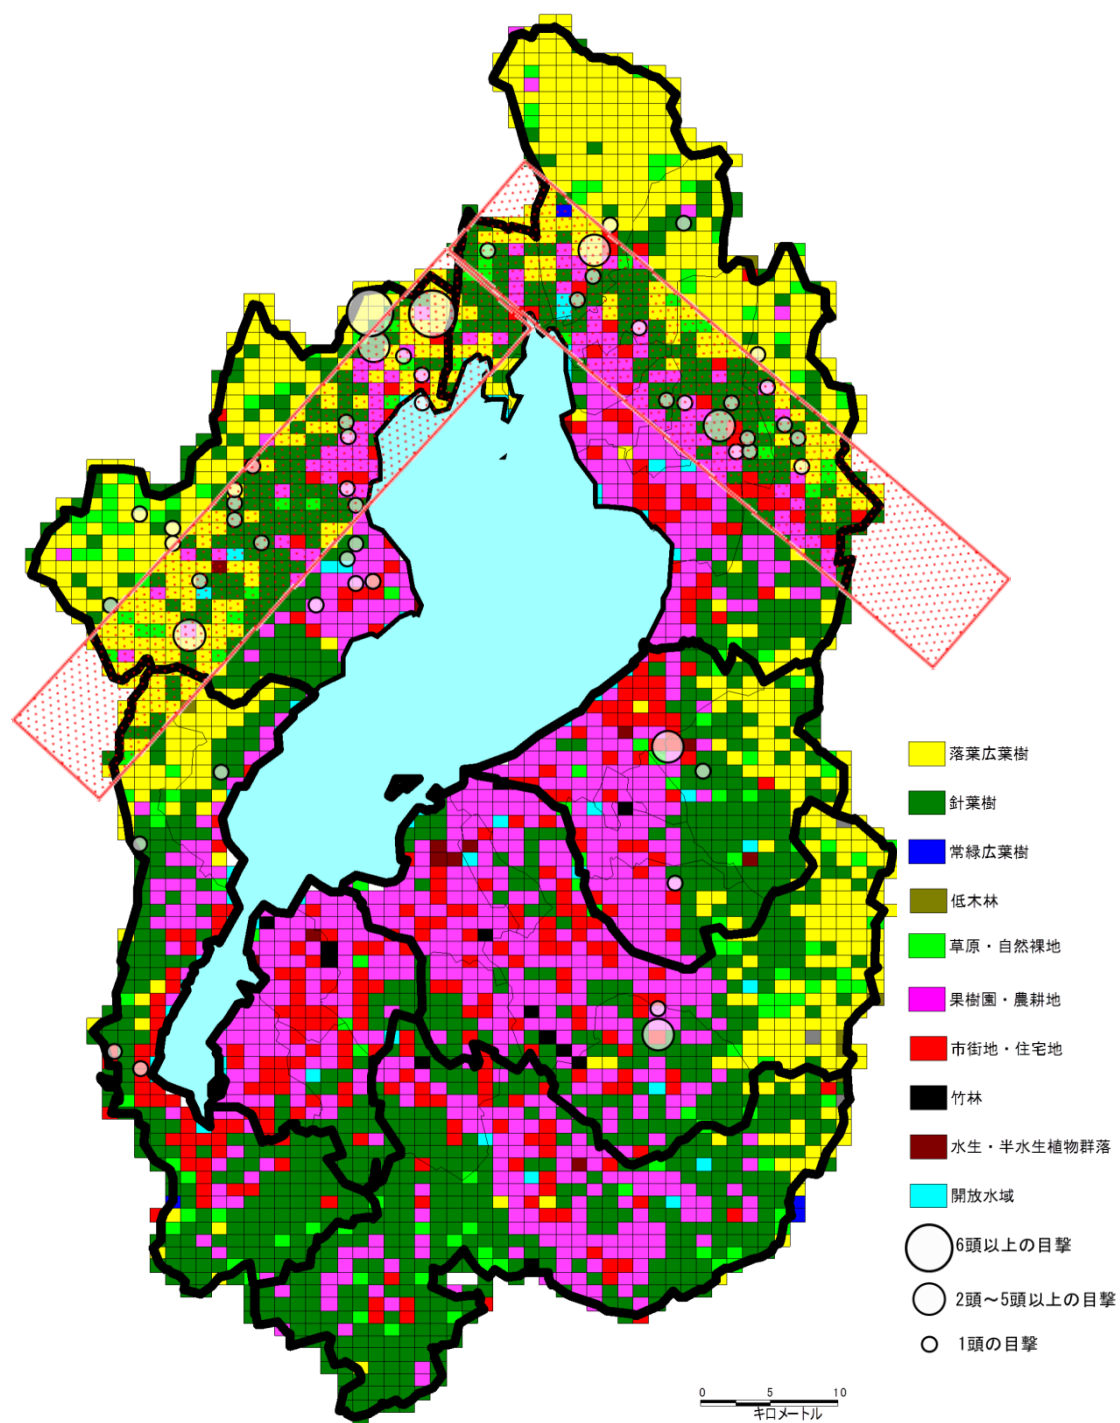 落葉広葉樹
針葉樹
常緑広葉樹
低木林
草原・自然裸地
果樹園・農耕地
市街地・住宅地
竹林
水生・半水生植物群落
開放水域
6頭以上の目撃
2頭～5頭以上の目撃
1頭の目撃
0 5 10
キロメートル